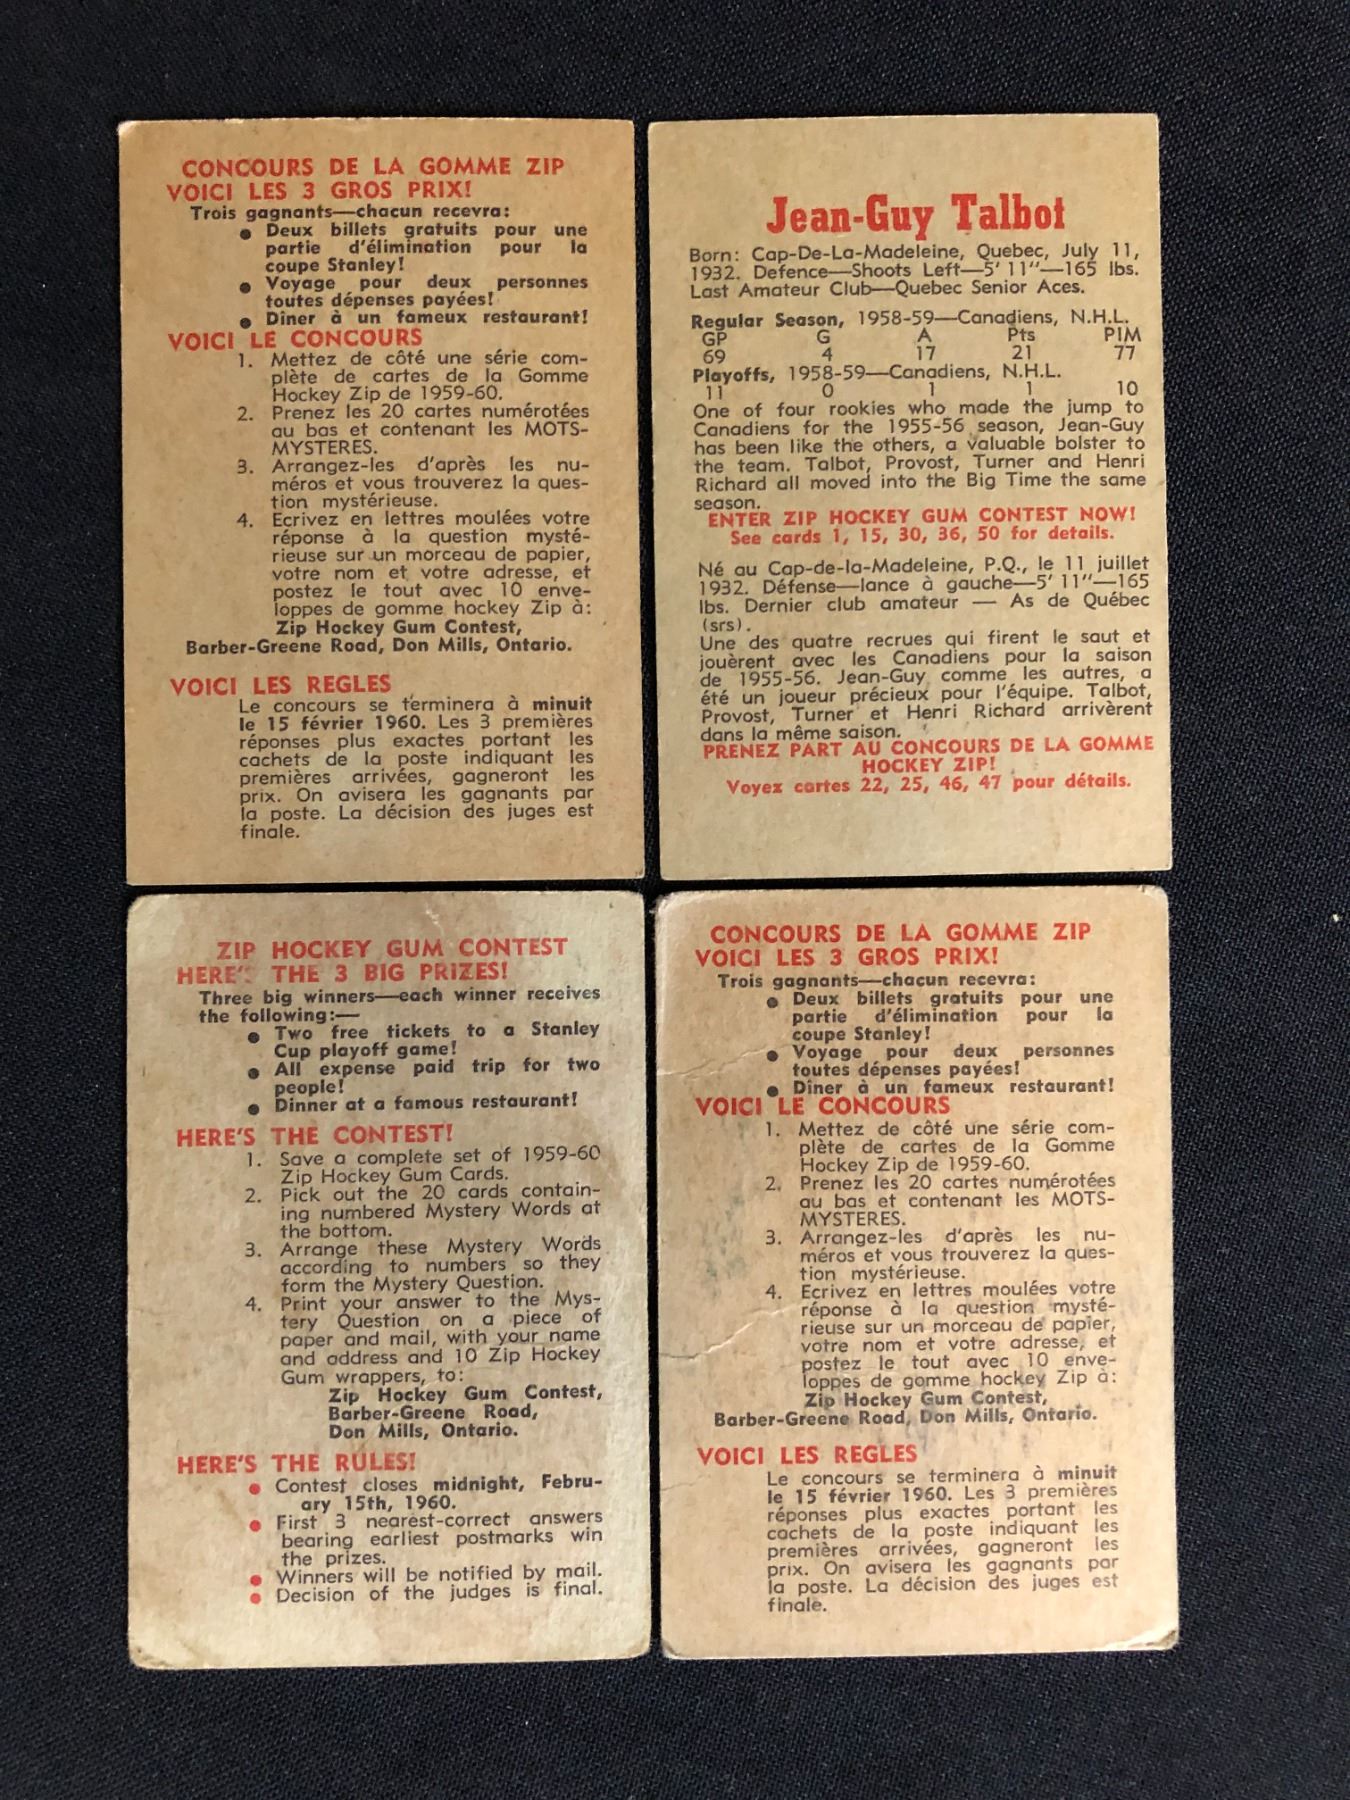 CONCOURS DE LA GOMME ZIP
VOICI LES 3 GROS PRIX!
Trois gagnants—chacun recevra:
● Deux billets gratuits pour une
partie d'élimination pour la
coupe Stanley!
● Voyage pour deux personnes
toutes dépenses payées!
● Dîner à un fameux restaurant!
VOICI LE CONCOURS
1. Mettez de côté une série com-
plète de cartes de la Gomme
Hockey Zip de 1959-60.
2. Prenez les 20 cartes numérotées
au bas et contenant les MOTS-
MYSTERES.
3. Arrangez-les d'après les nu-
méros et vous trouverez la ques-
tion mystérieuse.
4. Ecrivez en lettres moulées votre
réponse à la question mysté-
rieuse sur un morceau de papier,
votre nom et votre adresse, et
postez le tout avec 10 enve-
loppes de gomme hockey Zip à:
Zip Hockey Gum Contest,
Barber-Greene Road, Don Mills, Ontario.
VOICI LES REGLES
Le concours se terminera à minuit
le 15 février 1960. Les 3 premières
réponses plus exactes portant les
cachets de la poste indiquant les
premières arrivées, gagneront les
prix. On avisera les gagnants par
la poste. La décision des juges est
finale.
Jean-Guy Talbot
Born: Cap-De-La-Madeleine, Quebec, July 11,
1932. Defence—Shoots Left—5' 11"—165 lbs.
Last Amateur Club—Quebec Senior Aces.
Regular Season, 1958-59—Canadiens, N.H.L.
GP G A Pts PIM
69 4 17 21 77
Playoffs, 1958-59—Canadiens, N.H.L.
11 0 1 1 10
One of four rookies who made the jump to
Canadiens for the 1955-56 season, Jean-Guy
has been like the others, a valuable bolster to
the team. Talbot, Provost, Turner and Henri
Richard all moved into the Big Time the same
season.
ENTER ZIP HOCKEY GUM CONTEST NOW!
See cards 1, 15, 30, 36, 50 for details.
Né au Cap-de-la-Madeleine, P.Q., le 11 juillet
1932. Défense—lance à gauche—5' 11"—165
lbs. Dernier club amateur — As de Québec
(srs).
Une des quatre recrues qui firent le saut et
jouèrent avec les Canadiens pour la saison
de 1955-56. Jean-Guy comme les autres, a
été un joueur précieux pour l'équipe. Talbot,
Provost, Turner et Henri Richard arrivèrent
dans la même saison.
PRENEZ PART AU CONCOURS DE LA GOMME
HOCKEY ZIP!
Voyez cartes 22, 25, 46, 47 pour détails.
ZIP HOCKEY GUM CONTEST
HERE'S THE 3 BIG PRIZES!
Three big winners—each winner receives
the following:—
● Two free tickets to a Stanley
Cup playoff game!
● All expense paid trip for two
people!
● Dinner at a famous restaurant!
HERE'S THE CONTEST!
1. Save a complete set of 1959-60
Zip Hockey Gum Cards.
2. Pick out the 20 cards contain-
ing numbered Mystery Words at
the bottom.
3. Arrange these Mystery Words
according to numbers so they
form the Mystery Question.
4. Print your answer to the Mys-
tery Question on a piece of
paper and mail, with your name
and address and 10 Zip Hockey
Gum wrappers, to:
Zip Hockey Gum Contest,
Barber-Greene Road,
Don Mills, Ontario.
HERE'S THE RULES!
● Contest closes midnight, Febru-
ary 15th, 1960.
● First 3 nearest-correct answers
bearing earliest postmarks win
the prizes.
● Winners will be notified by mail.
● Decision of the judges is final.
CONCOURS DE LA GOMME ZIP
VOICI LES 3 GROS PRIX!
Trois gagnants—chacun recevra:
● Deux billets gratuits pour une
partie d'élimination pour la
coupe Stanley!
● Voyage pour deux personnes
toutes dépenses payées!
● Dîner à un fameux restaurant!
VOICI LE CONCOURS
1. Mettez de côté une série com-
plète de cartes de la Gomme
Hockey Zip de 1959-60.
2. Prenez les 20 cartes numérotées
au bas et contenant les MOTS-
MYSTERES.
3. Arrangez-les d'après les nu-
méros et vous trouverez la ques-
tion mystérieuse.
4. Ecrivez en lettres moulées votre
réponse à la question mysté-
rieuse sur un morceau de papier,
votre nom et votre adresse, et
postez le tout avec 10 enve-
loppes de gomme hockey Zip à:
Zip Hockey Gum Contest,
Barber-Greene Road, Don Mills, Ontario.
VOICI LES REGLES
Le concours se terminera à minuit
le 15 février 1960. Les 3 premières
réponses plus exactes portant les
cachets de la poste indiquant les
premières arrivées, gagneront les
prix. On avisera les gagnants par
la poste. La décision des juges est
finale.